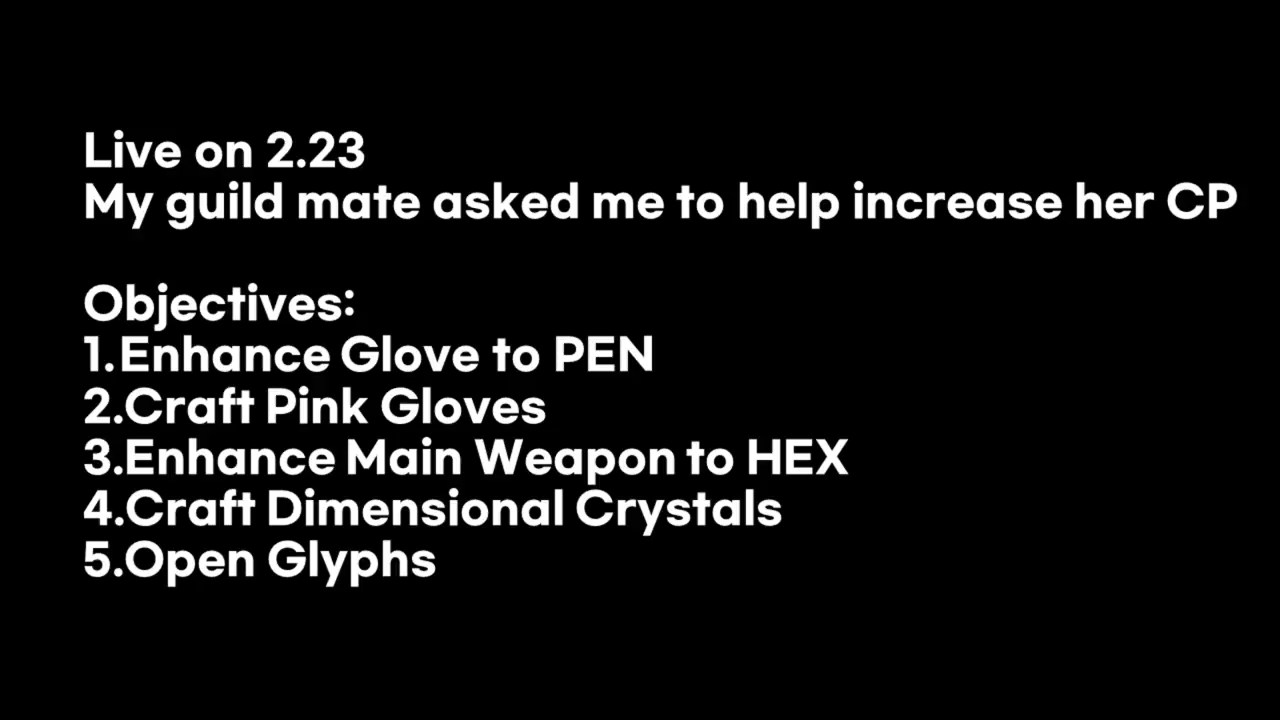 Live on 2.23
My guild mate asked me to help increase her CP
Objectives:
1.Enhance Glove to PEN
2.Craft Pink Gloves
3.Enhance Main Weapon to HEX
4.Craft Dimensional Crystals
5.Open Glyphs